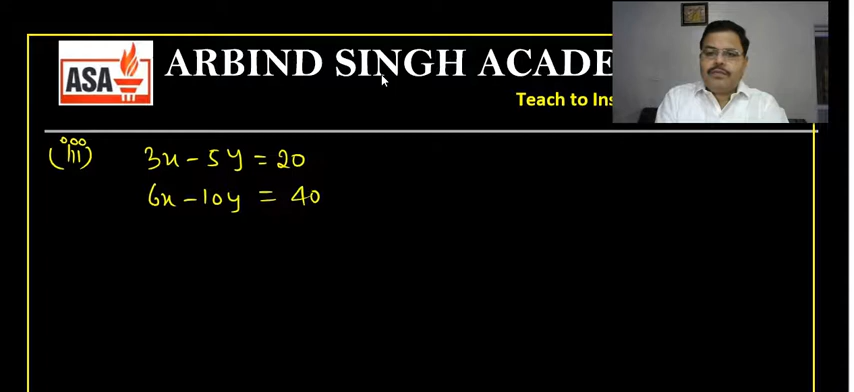 ASA
ARBIND SINGH ACADE
Teach to Ins
(iii) 3x - 5y = 20
6x - 10y = 40